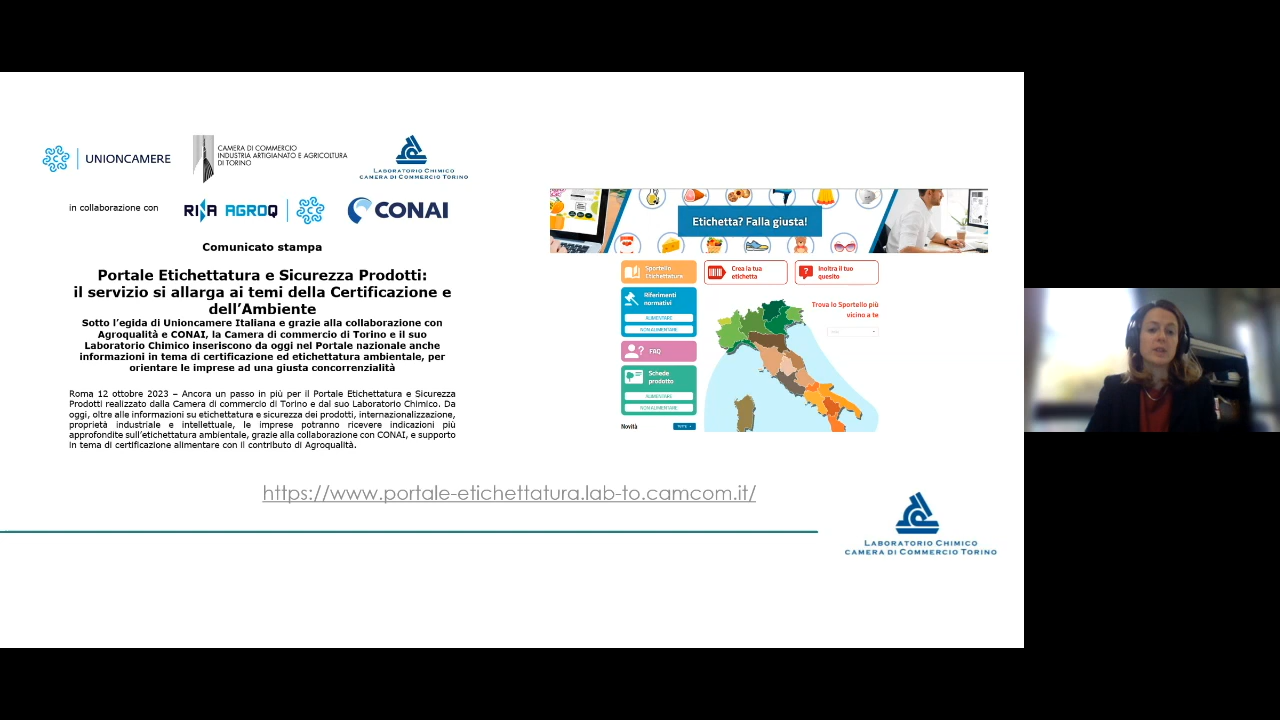 UNIONCAMERE
CAMERA DI COMMERCIO
INDUSTRIA ARTIGIANATO E AGRICOLTURA
DI TORINO
LABORATORIO CHIMICO
CAMERA DI COMMERCIO TORINO
in collaborazione con
RINA AGROQ
CONAI
Comunicato stampa
Portale Etichettatura e Sicurezza Prodotti:
il servizio si allarga ai temi della Certificazione e
dell'Ambiente
Sotto l'egida di Unioncamere Italiana e grazie alla collaborazione con
Agroqualità e CONAI, la Camera di commercio di Torino e il suo
Laboratorio Chimico inseriscono da oggi nel Portale nazionale anche
informazioni in tema di certificazione ed etichettatura ambientale, per
orientare le imprese ad una giusta concorrenzialità
Roma 12 ottobre 2023 – Ancora un passo in più per il Portale Etichettatura e Sicurezza
Prodotti realizzato dalla Camera di commercio di Torino e dal suo Laboratorio Chimico. Da
oggi, oltre alle informazioni su etichettatura e sicurezza dei prodotti, internazionalizzazione,
proprietà industriale e intellettuale, le imprese potranno ricevere indicazioni più
approfondite sull'etichettatura ambientale, grazie alla collaborazione con CONAI, e supporto
in tema di certificazione alimentare con il contributo di Agroqualità.
Etichetta? Falla giusta!
Sportello
Etichettatura
Crea la tua
etichetta
Inoltra il tuo
quesito
Riferimenti
normativi
ALIMENTARE
NON ALIMENTARE
FAQ
Schede
prodotto
ALIMENTARE
NON ALIMENTARE
Novità
Trova lo Sportello più
vicino a te
https://www.portale-etichettatura.lab-to.camcom.it/
LABORATORIO CHIMICO
CAMERA DI COMMERCIO TORINO